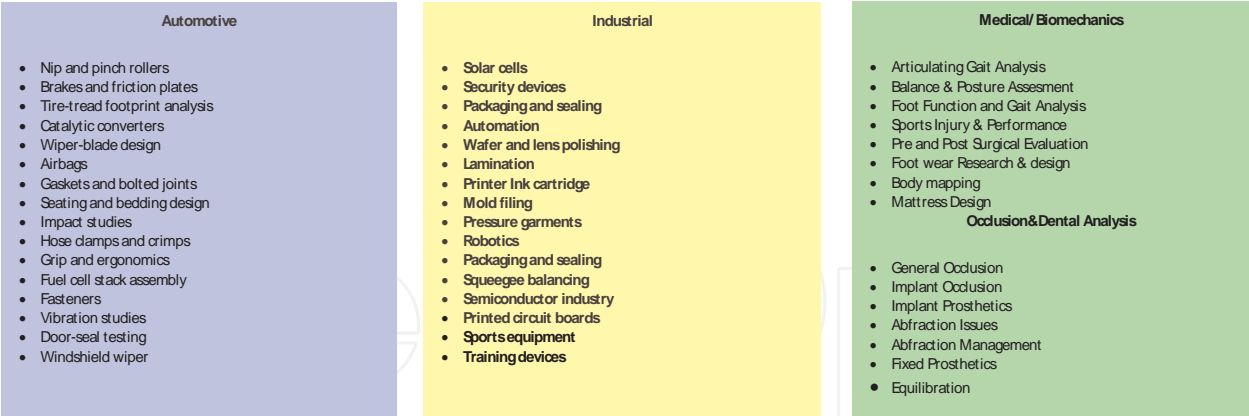 Automotive
• Nip and pinch rollers
• Brakes and friction plates
• Tire-tread footprint analysis
• Catalytic converters
• Wiper-blade design
• Airbags
• Gaskets and bolted joints
• Seating and bedding design
• Impact studies
• Hose clamps and crimps
• Grip and ergonomics
• Fuel cell stack assembly
• Fasteners
• Vibration studies
• Door-seal testing
• Windshield wiper
Industrial
• Solar cells
• Security devices
• Packaging and sealing
• Automation
• Wafer and lens polishing
• Lamination
• Printer Ink cartridge
• Mold filing
• Pressure garments
• Robotics
• Packaging and sealing
• Squeegee balancing
• Semiconductor industry
• Printed circuit boards
• Sports equipment
• Training devices
Medical/ Biomechanics
• Articulating Gait Analysis
• Balance & Posture Assesment
• Foot Function and Gait Analysis
• Sports Injury & Performance
• Pre and Post Surgical Evaluation
• Foot wear Research & design
• Body mapping
• Mattress Design
Occlusion&Dental Analysis
• General Occlusion
• Implant Occlusion
• Implant Prosthetics
• Abfraction Issues
• Abfraction Management
• Fixed Prosthetics
• Equilibration